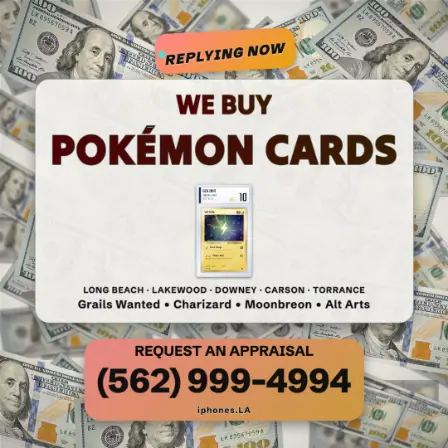 REPLYING NOW
WE BUY
POKÉMON CARDS
10
LONG BEACH · LAKEWOOD · DOWNEY · CARSON · TORRANCE
Grails Wanted • Charizard • Moonbreon • Alt Arts
REQUEST AN APPRAISAL
(562) 999-4994
iphones.LA